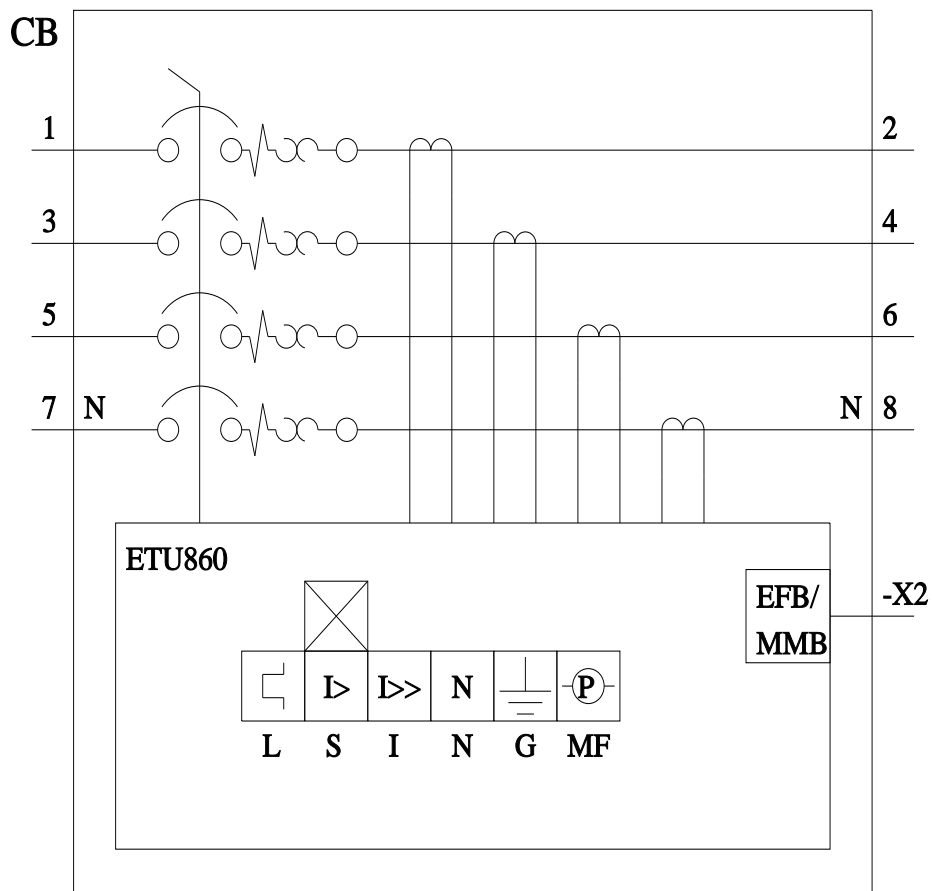 CB
1 2
3 4
5 6
7 N N 8
ETU860
EFB/
MMB
-X2
I> I>> N P
L S I N G MF